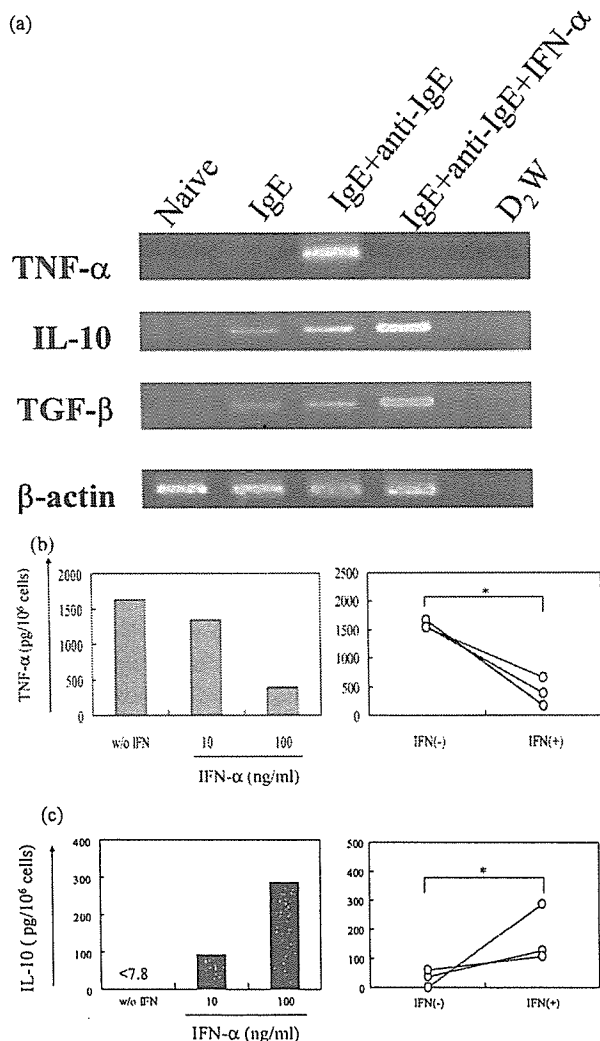 (a)
Naive
IgE
IgE+anti-IgE
IgE+anti-IgE+IFN-α
D₂W
TNF-α
IL-10
TGF-β
β-actin
(b)
TNF-α (pg/10⁶ cells)
2000
1500
1000
500
0
w/o IFN
10
100
IFN-α (ng/ml)
2500
2000
1500
1000
500
0
*
IFN(-)
IFN(+)
(c)
IL-10 ( pg/10⁶ cells)
400
300
200
100
0
<7.8
w/o IFN
10
100
IFN-α (ng/ml)
500
400
300
200
100
0
*
IFN(-)
IFN(+)